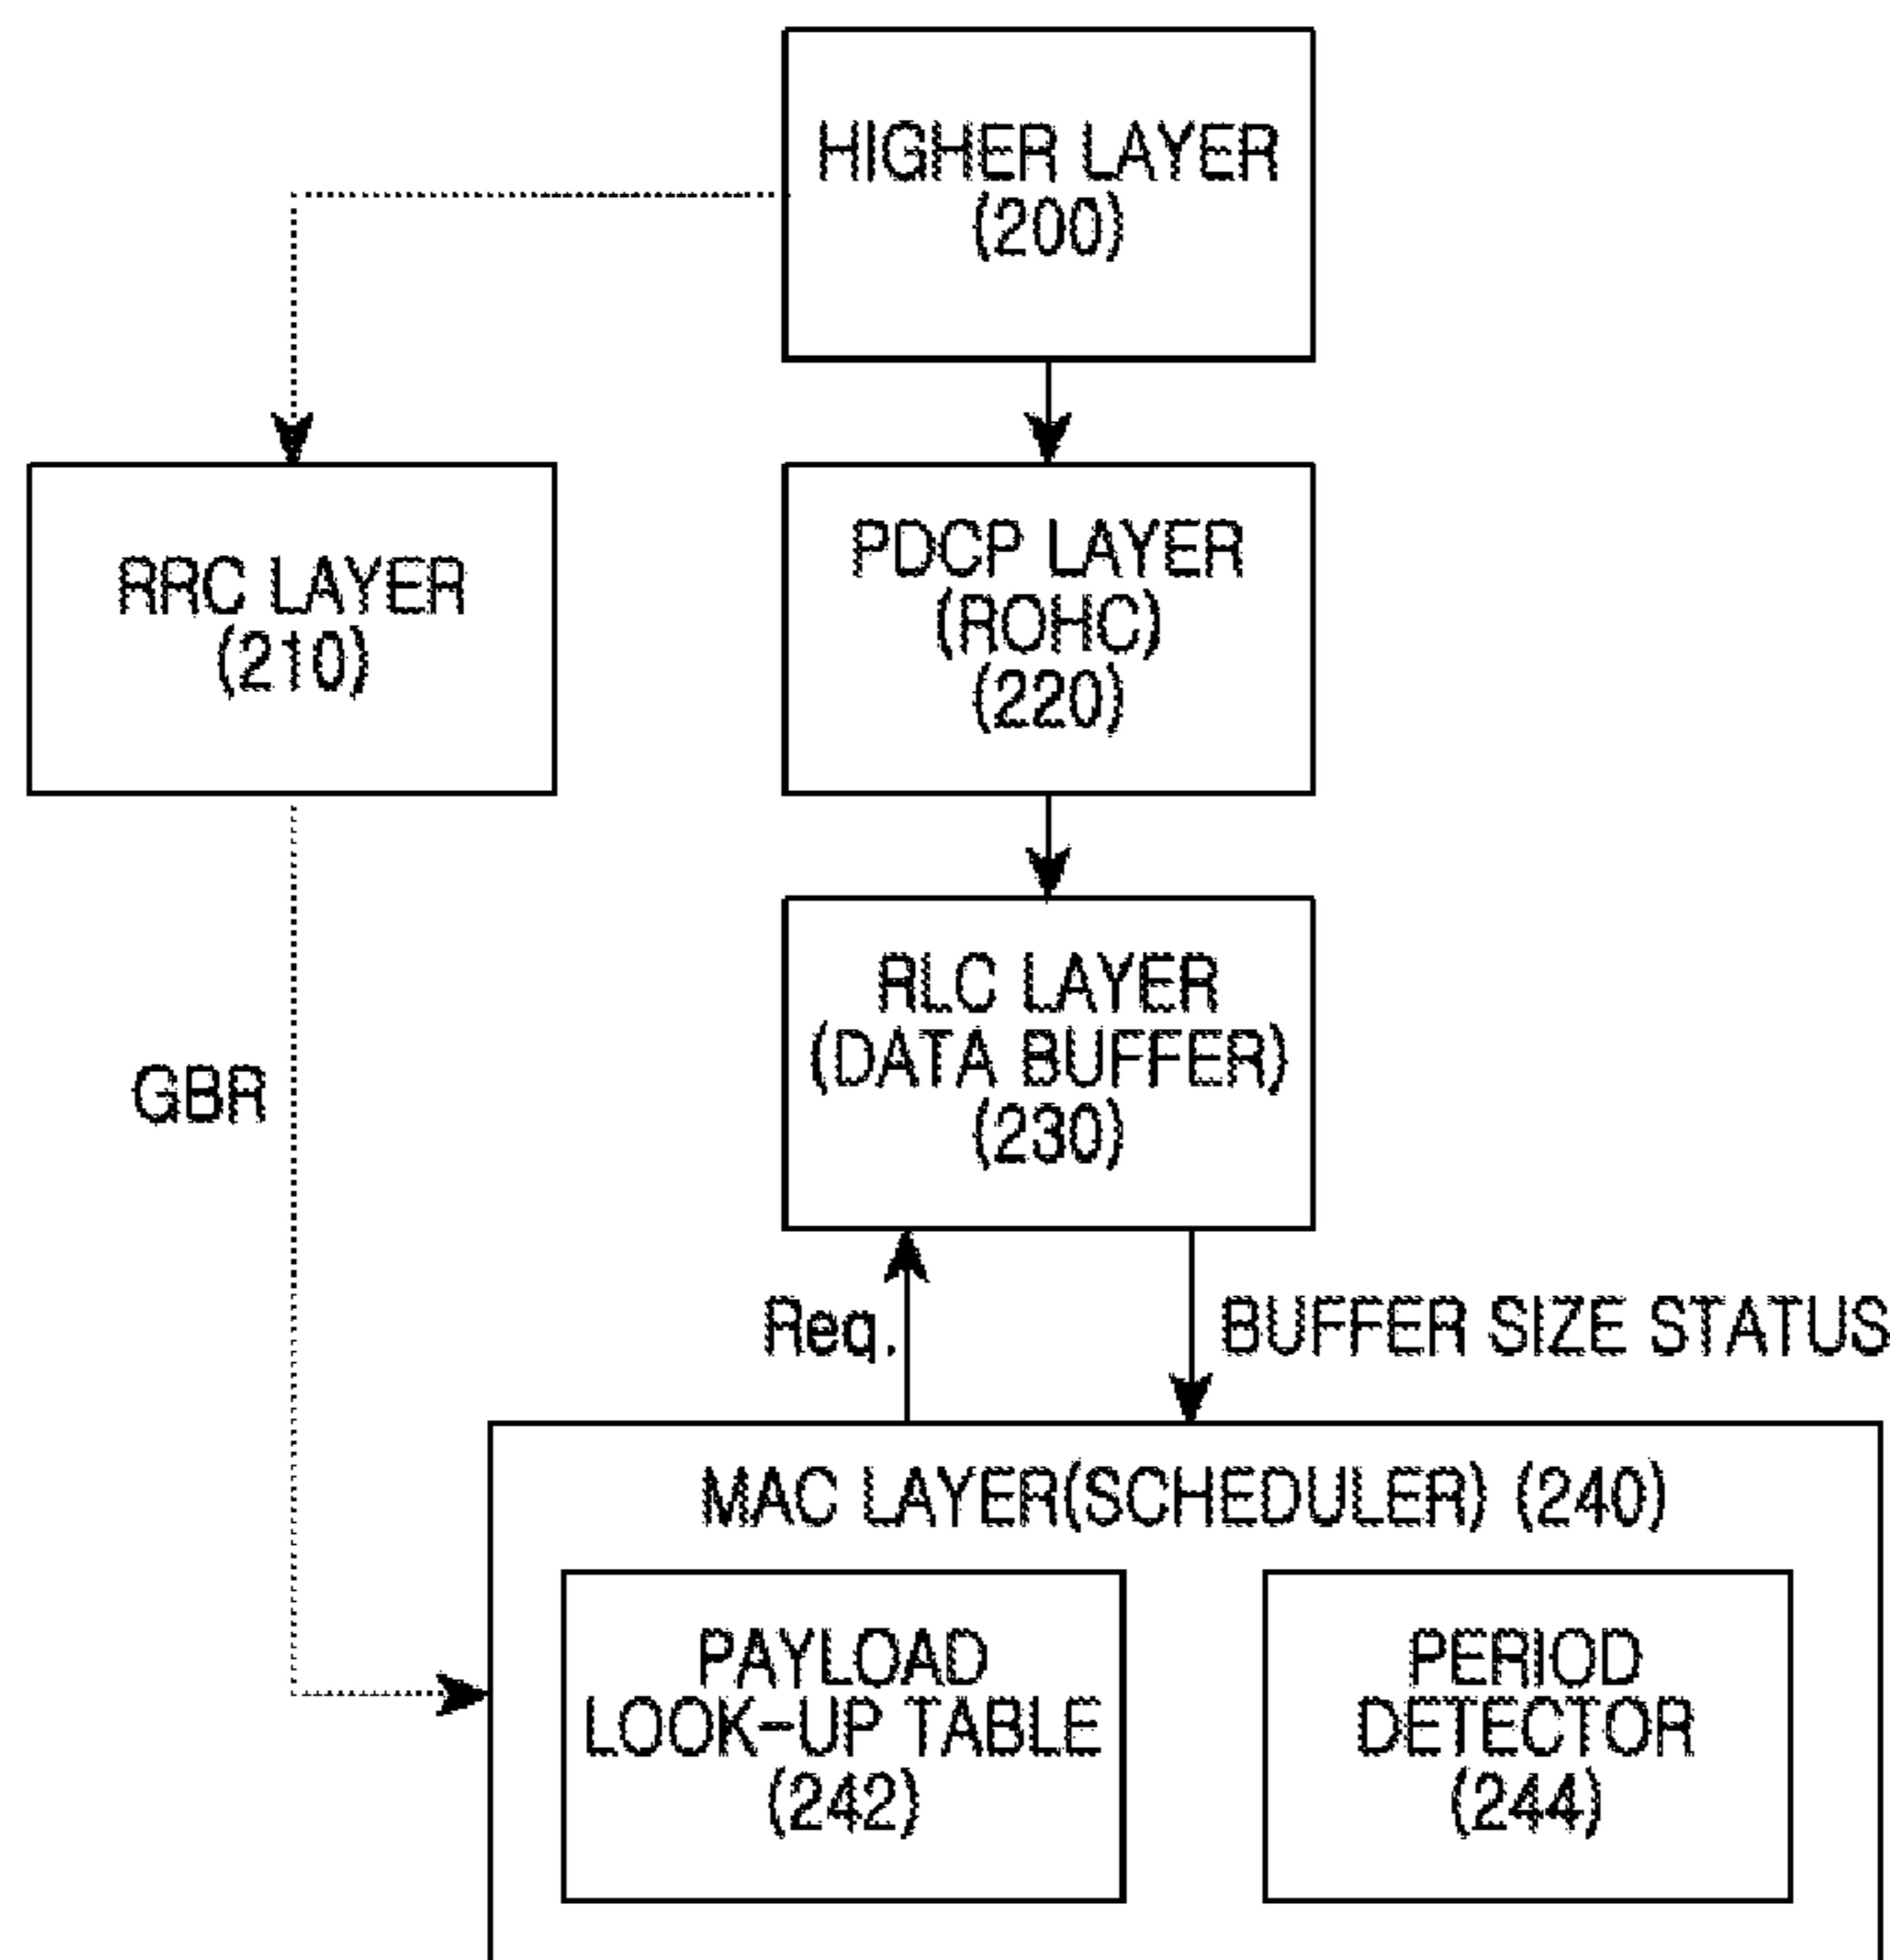 HIGHER LAYER
(200)
RRC LAYER
(210)
PDCP LAYER
(ROHC)
(220)
RLC LAYER
(DATA BUFFER)
(230)
GBR
Req.
BUFFER SIZE STATUS
MAC LAYER(SCHEDULER) (240)
PAYLOAD
LOOK-UP TABLE
(242)
PERIOD
DETECTOR
(244)